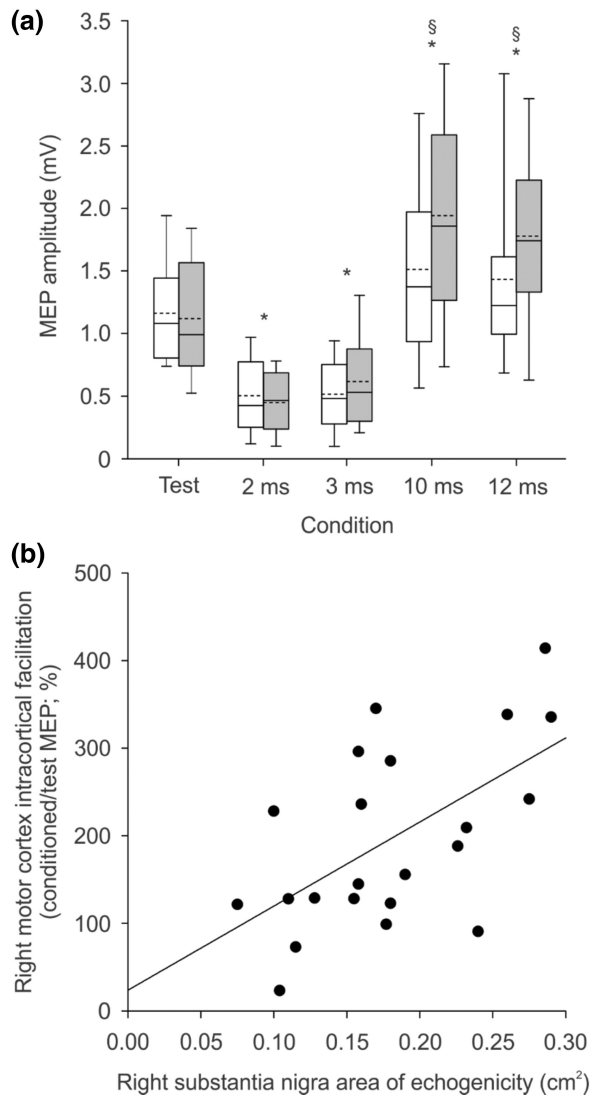 (a)
MEP amplitude (mV)
3.5
3.0
2.5
2.0
1.5
1.0
0.5
0
§
*
§
*
*
*
Test 2 ms 3 ms 10 ms 12 ms
Condition
(b)
Right motor cortex intracortical facilitation
(conditioned/test MEP; %)
500
400
300
200
100
0
0.00 0.10 0.15 0.20 0.25 0.30
Right substantia nigra area of echogenicity (cm²)